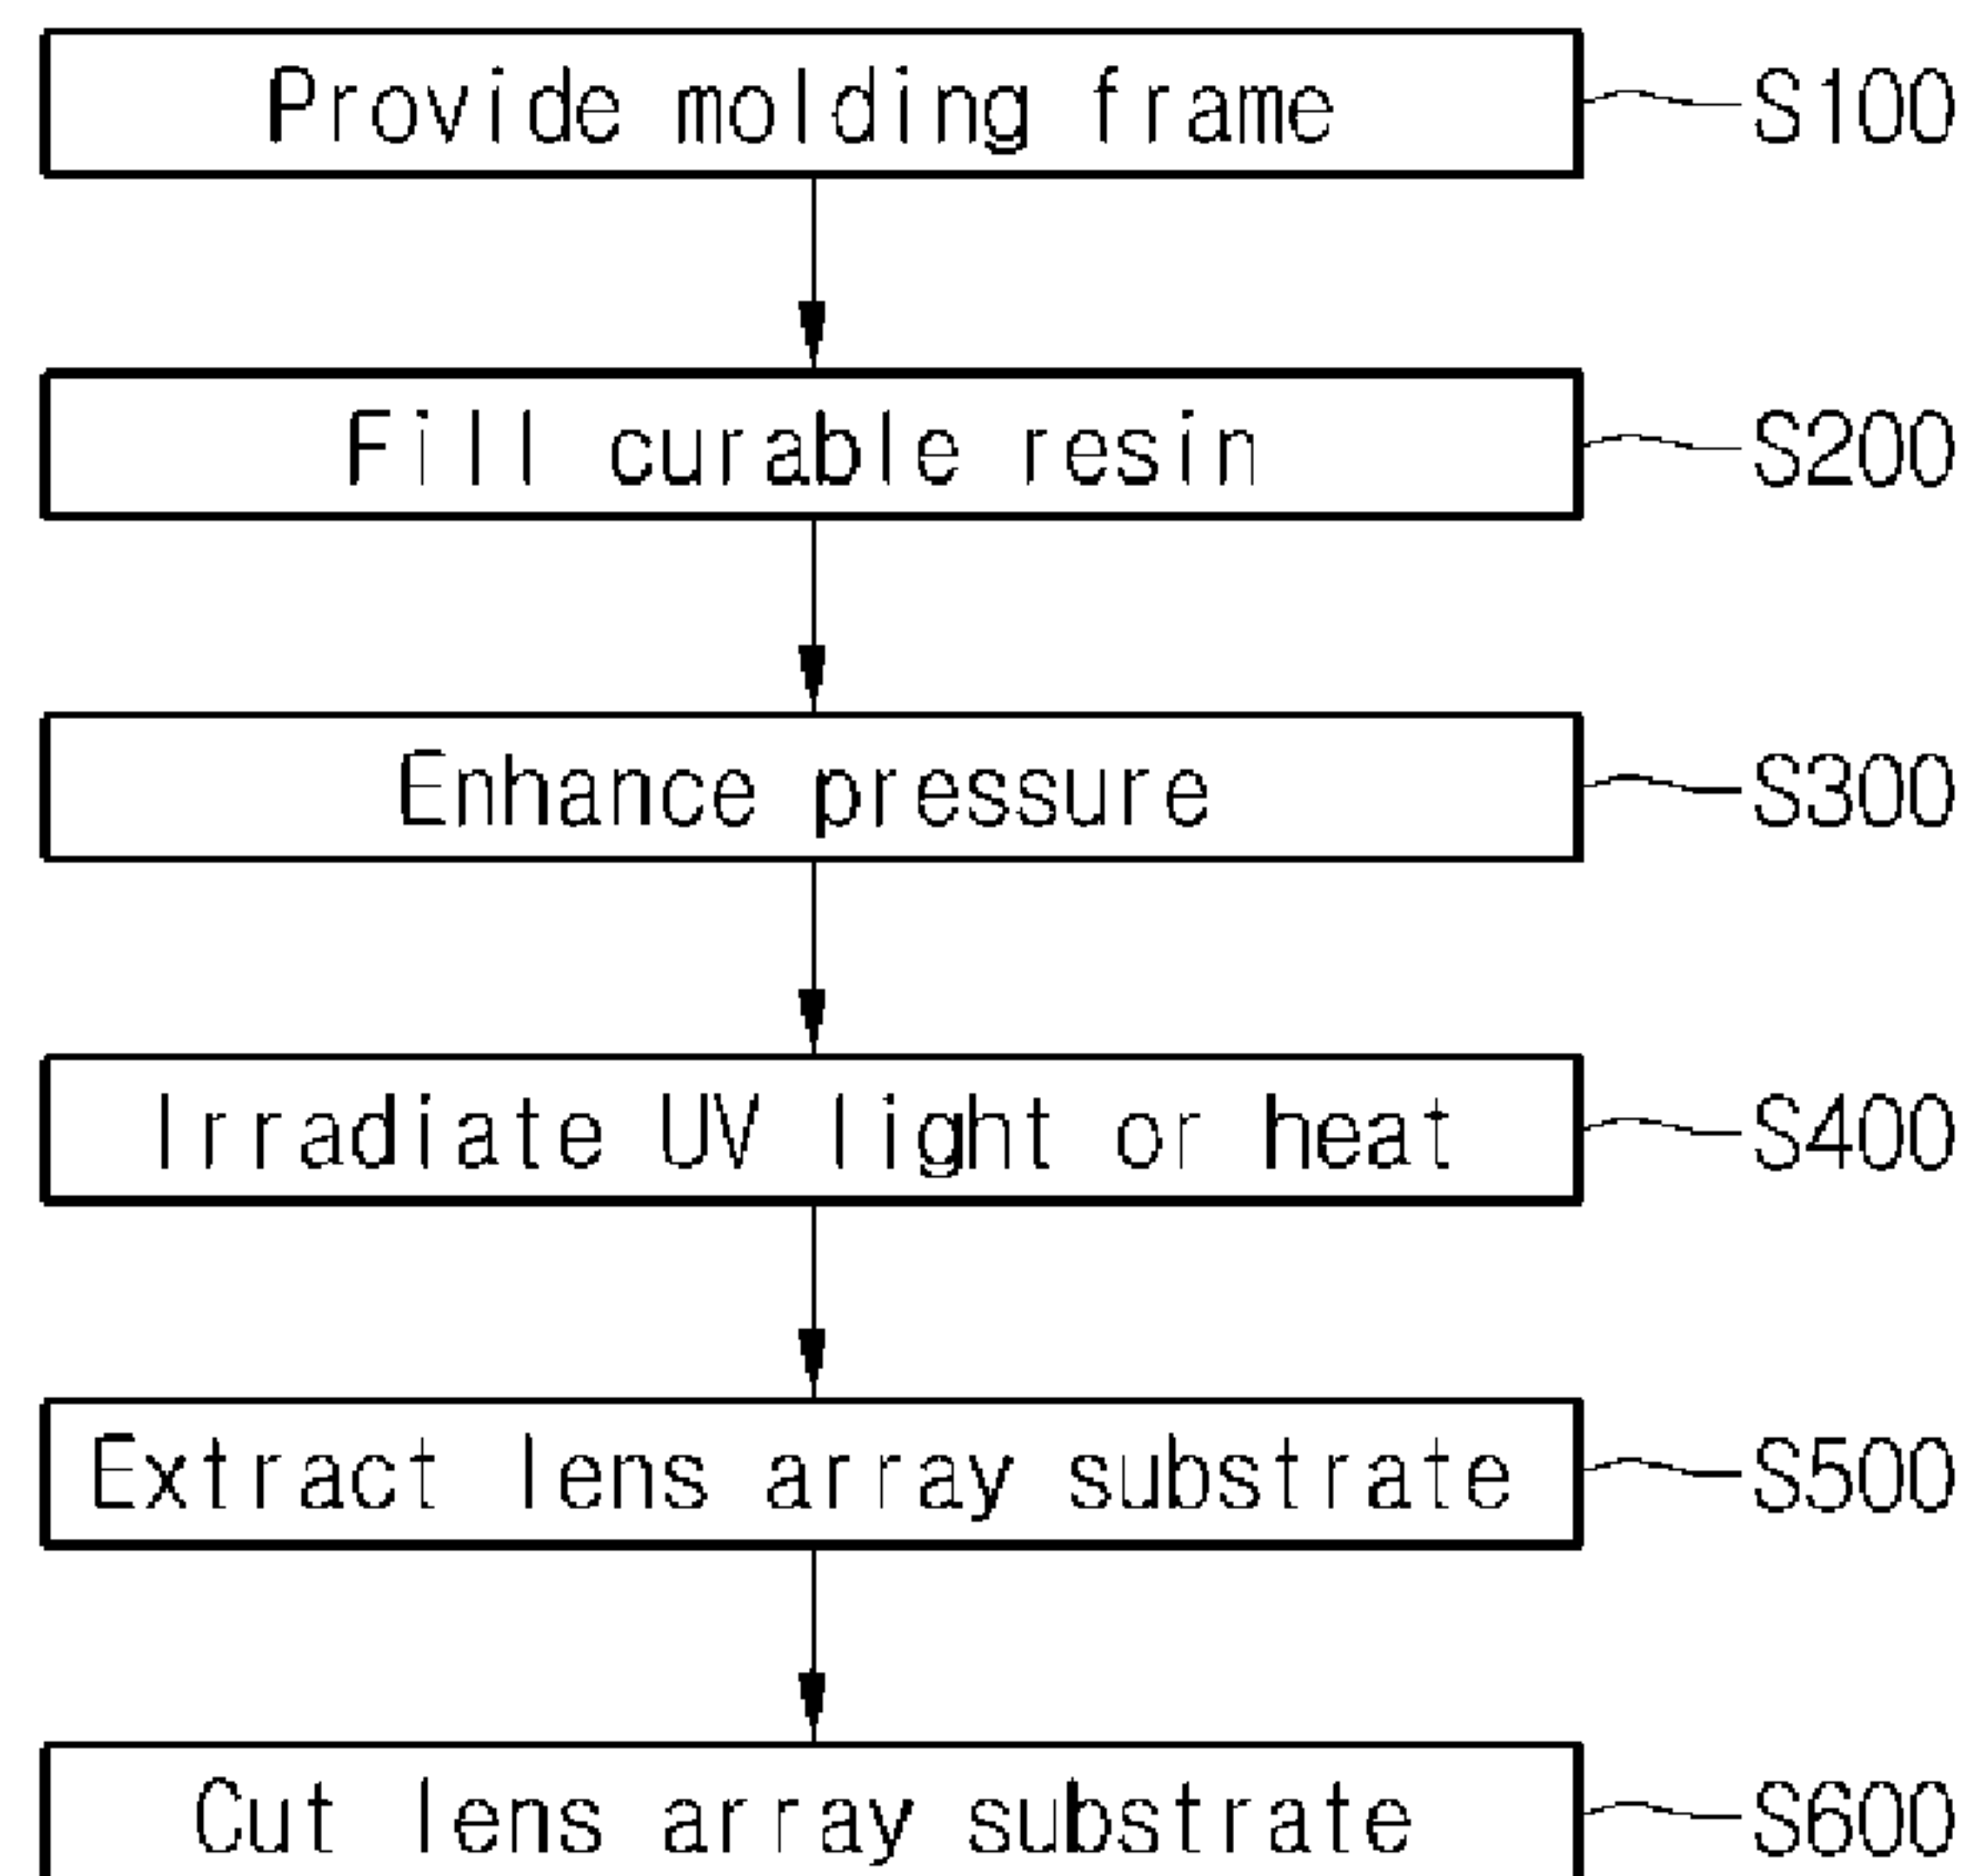 Provide molding frame S100
Fill curable resin S200
Enhance pressure S300
Irradiate UV light or heat S400
Extract lens array substrate S500
Cut lens array substrate S600